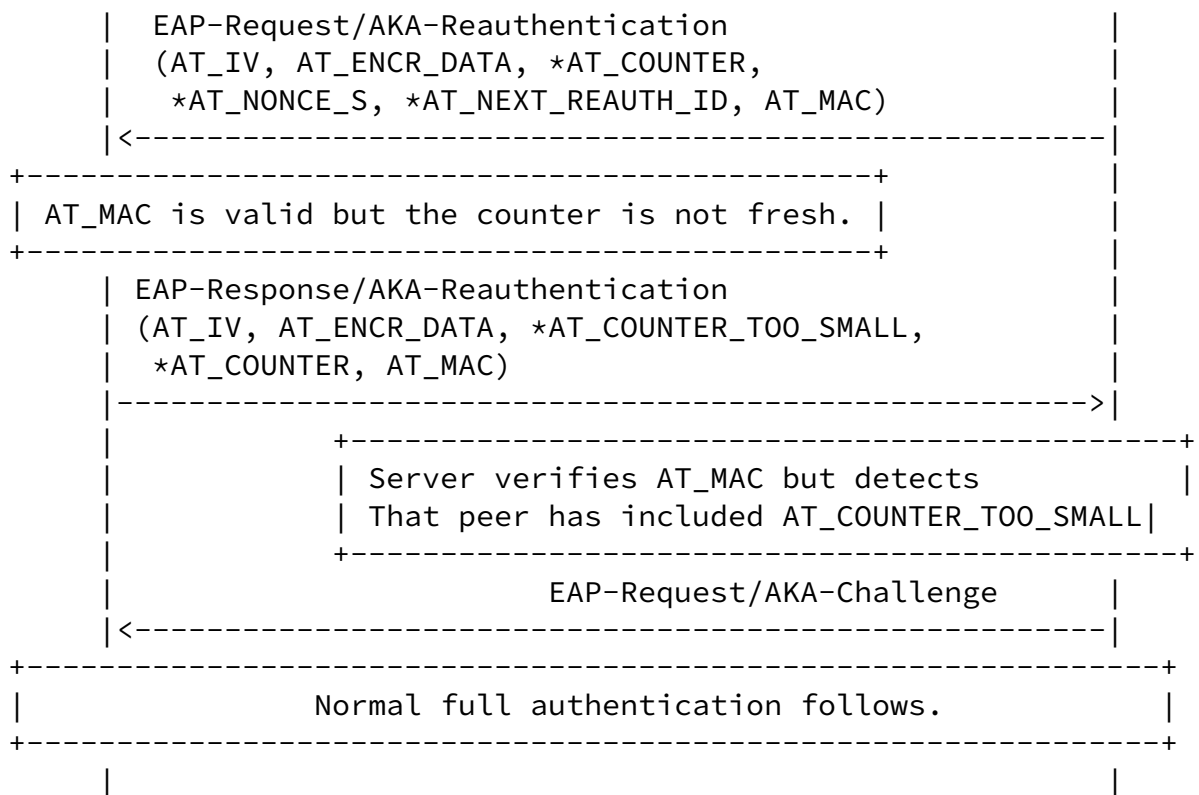 EAP-Request/AKA-Reauthentication
(AT_IV, AT_ENCR_DATA, *AT_COUNTER,
*AT_NONCE_S, *AT_NEXT_REAUTH_ID, AT_MAC)
AT_MAC is valid but the counter is not fresh.
EAP-Response/AKA-Reauthentication
(AT_IV, AT_ENCR_DATA, *AT_COUNTER_TOO_SMALL,
*AT_COUNTER, AT_MAC)
Server verifies AT_MAC but detects
That peer has included AT_COUNTER_TOO_SMALL
EAP-Request/AKA-Challenge
Normal full authentication follows.